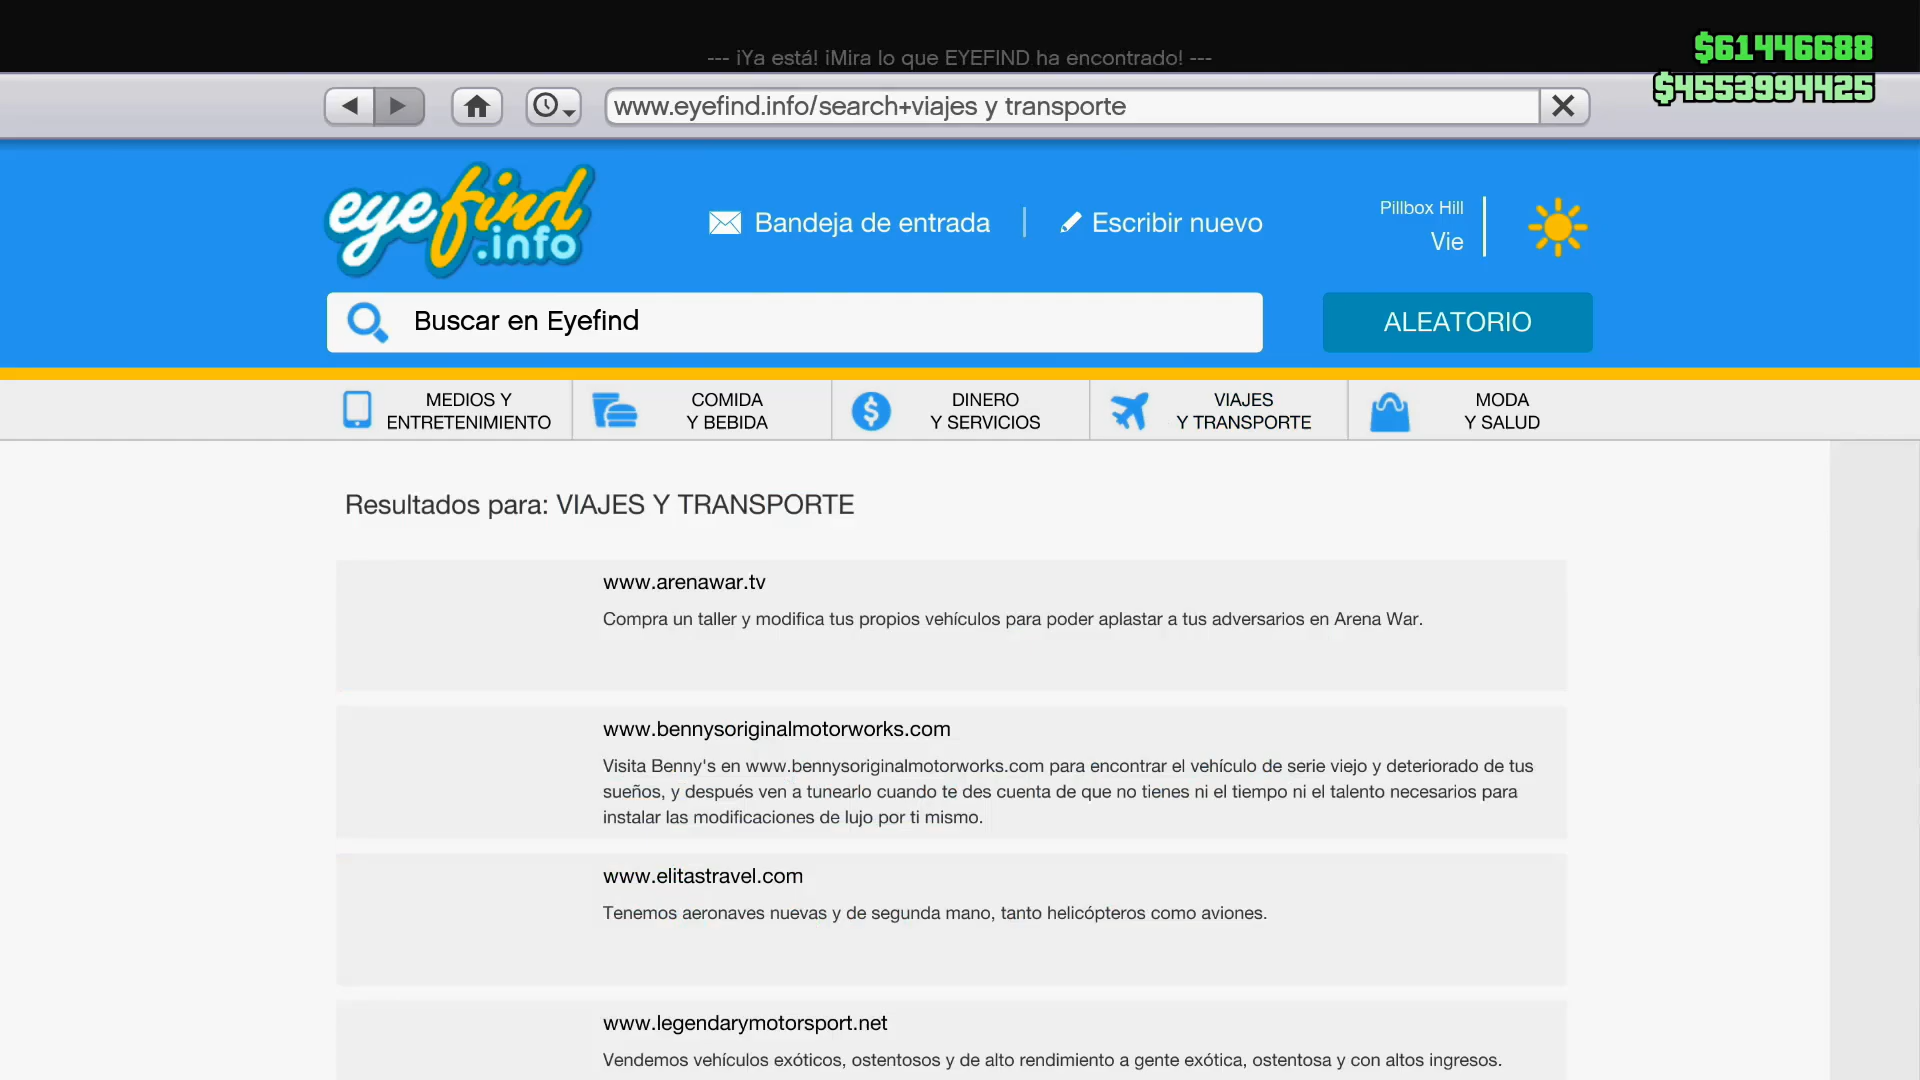 --- ¡Ya está! ¡Mira lo que EYEFIND ha encontrado! ---
$61446688
$4553994425
www.eyefind.info/search+viajes y transporte
eyefind
.info
Bandeja de entrada
Escribir nuevo
Pillbox Hill
Vie
Buscar en Eyefind
ALEATORIO
MEDIOS Y
ENTRETENIMIENTO
COMIDA
Y BEBIDA
DINERO
Y SERVICIOS
VIAJES
Y TRANSPORTE
MODA
Y SALUD
Resultados para: VIAJES Y TRANSPORTE
www.arenawar.tv
Compra un taller y modifica tus propios vehículos para poder aplastar a tus adversarios en Arena War.
www.bennysoriginalmotorworks.com
Visita Benny's en www.bennysoriginalmotorworks.com para encontrar el vehículo de serie viejo y deteriorado de tus
sueños, y después ven a tunearlo cuando te des cuenta de que no tienes ni el tiempo ni el talento necesarios para
instalar las modificaciones de lujo por ti mismo.
www.elitastravel.com
Tenemos aeronaves nuevas y de segunda mano, tanto helicópteros como aviones.
www.legendarymotorsport.net
Vendemos vehículos exóticos, ostentosos y de alto rendimiento a gente exótica, ostentosa y con altos ingresos.